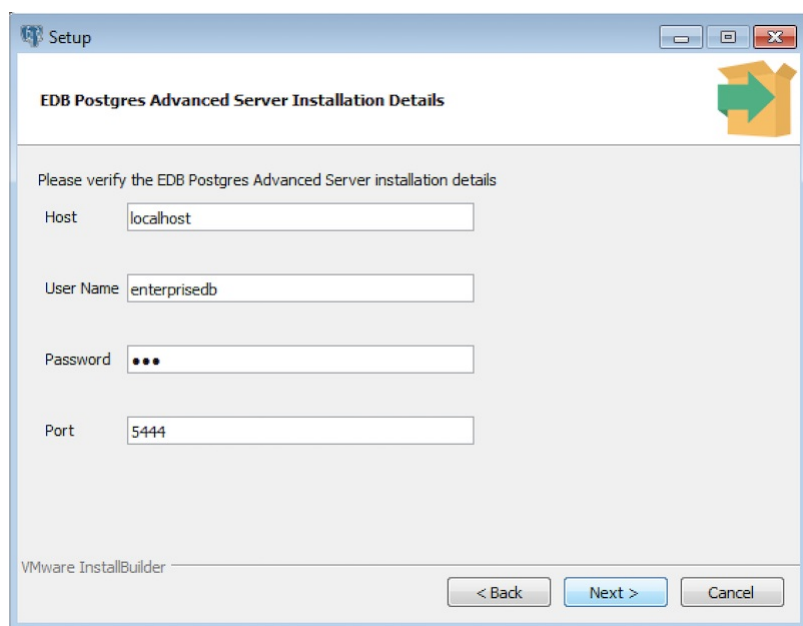 Setup
EDB Postgres Advanced Server Installation Details
Please verify the EDB Postgres Advanced Server installation details
Host localhost
User Name enterprisedb
Password •••
Port 5444
VMware InstallBuilder
< Back Next > Cancel